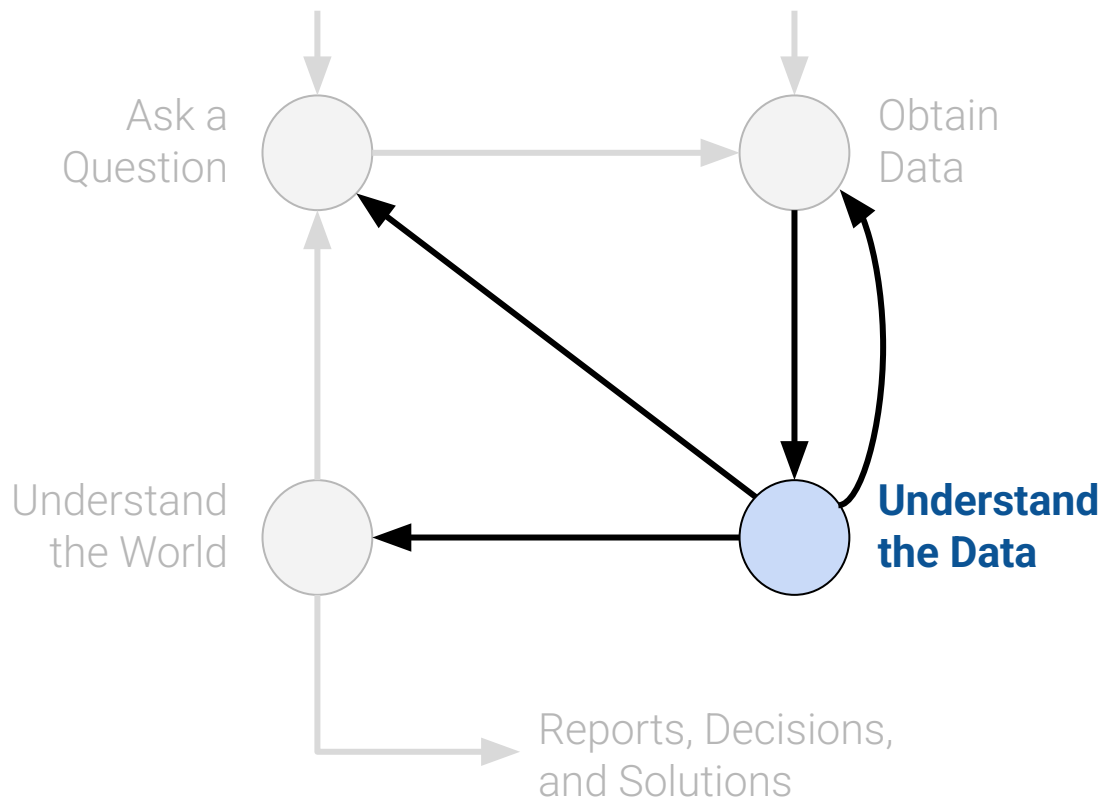 Ask a
Question
Obtain
Data
Understand
the World
Understand
the Data
Reports, Decisions,
and Solutions